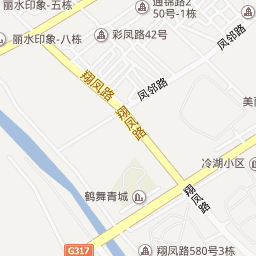 丽水印象-五栋
通锦路2
50号-1栋
彩凤路42号
丽水印象-八栋
凤邻路
翔凤路
凤邻路
美
翔凤路
冷湖小区
鹤舞青城
翔凤路
G317
翔凤路580号3栋